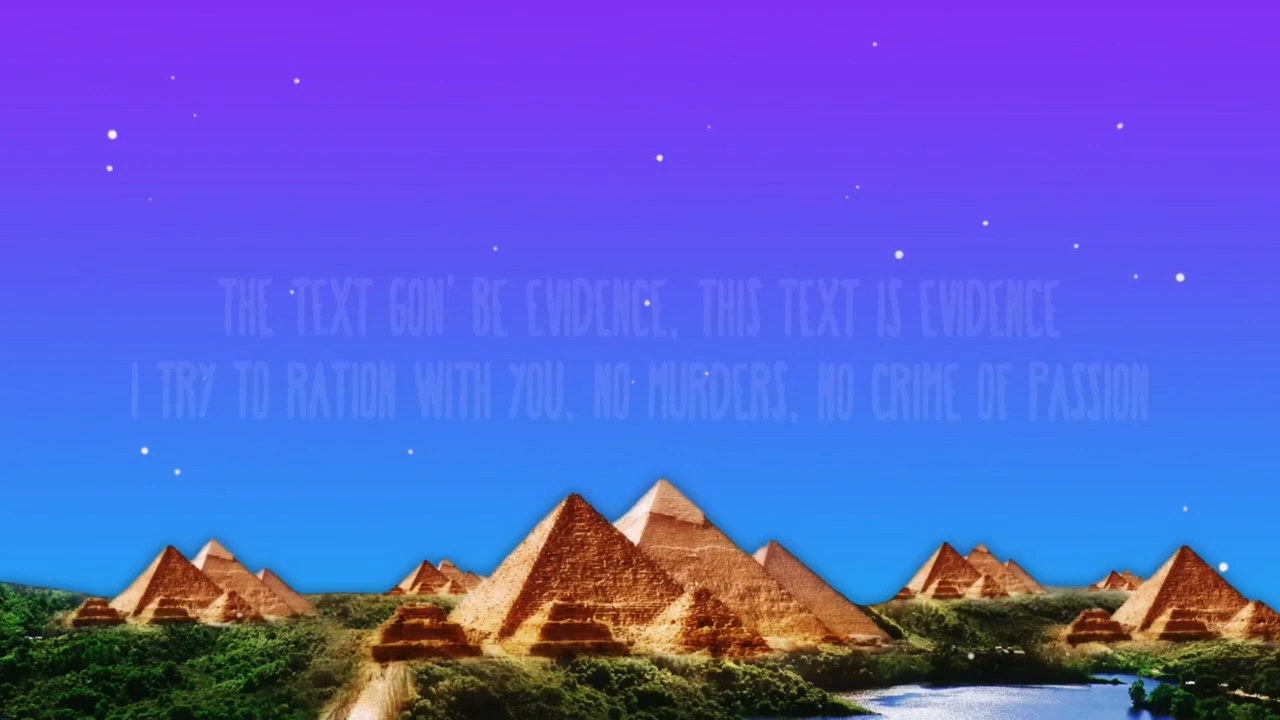 THE TEXT GON' BE EVIDENCE, THIS TEXT IS EVIDENCE
I TRY TO RATION WITH YOU, NO MURDERS, NO CRIME OF PASSION